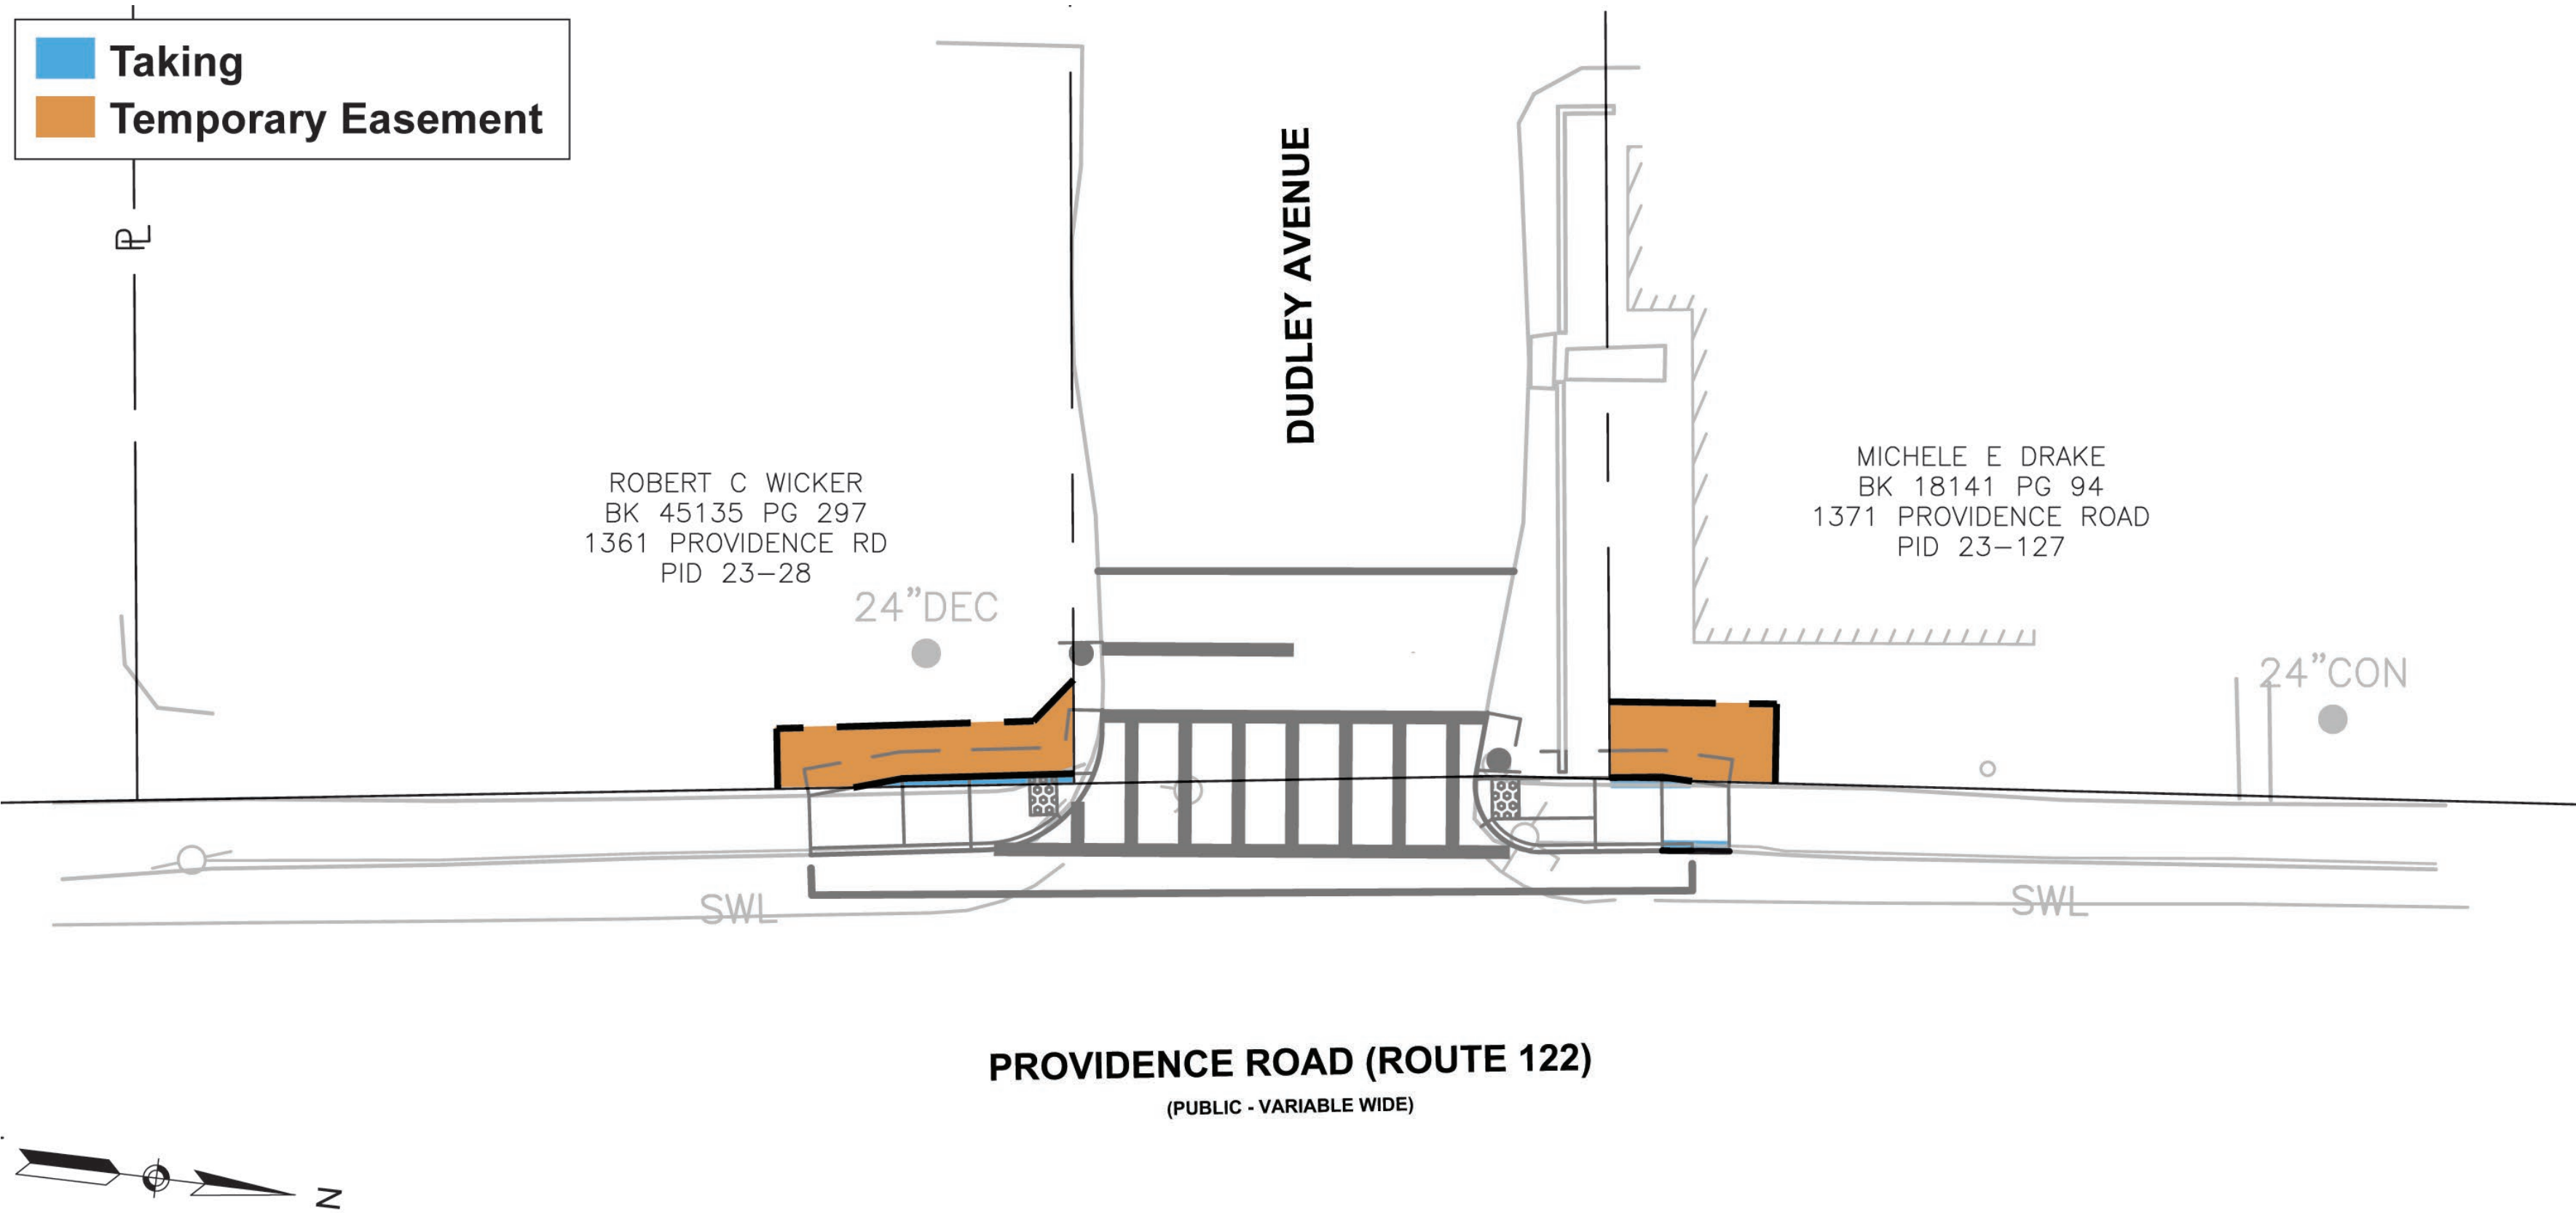 Taking
Temporary Easement
PL
DUDLEY AVENUE
ROBERT C WICKER
BK 45135 PG 297
1361 PROVIDENCE RD
PID 23-28
MICHELE E DRAKE
BK 18141 PG 94
1371 PROVIDENCE ROAD
PID 23-127
24"DEC
24"CON
SWL
SWL
PROVIDENCE ROAD (ROUTE 122)
(PUBLIC - VARIABLE WIDE)
N